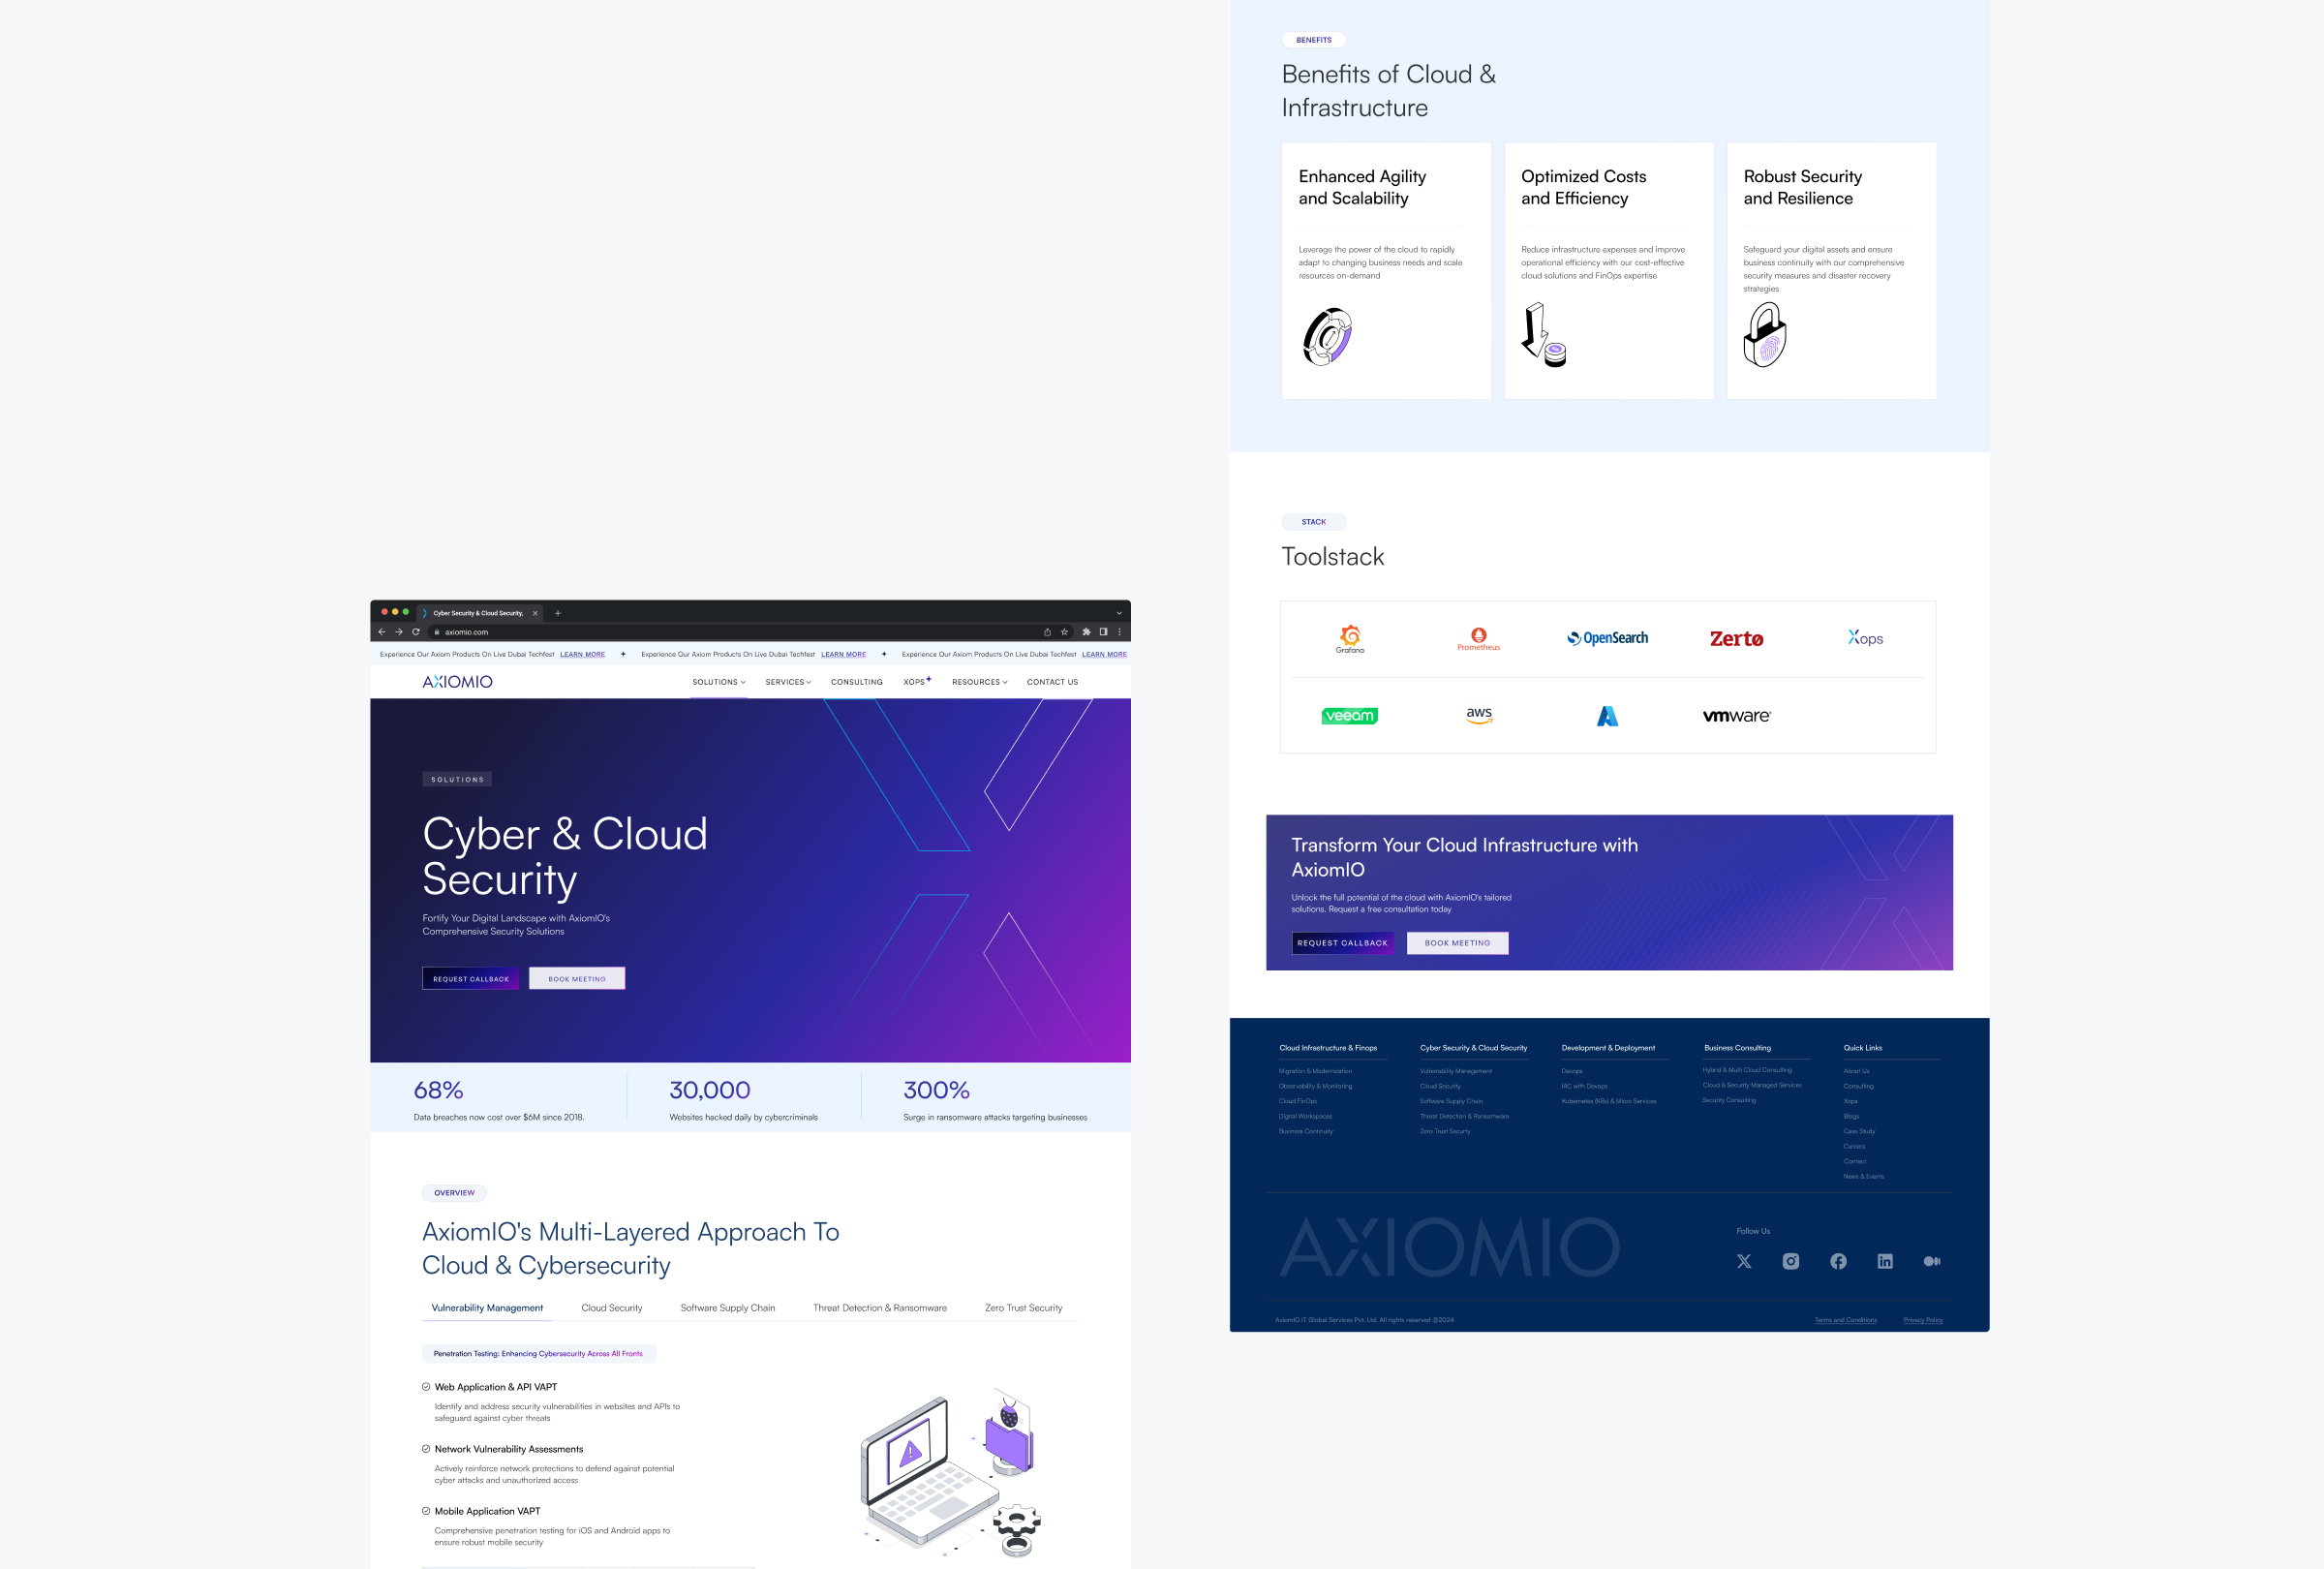 Cyber Security & Cloud Security,
axiomio.com
Experience Our Axiom Products On Live Dubai Techfest LEARN MORE
Experience Our Axiom Products On Live Dubai Techfest LEARN MORE
Experience Our Axiom Products On Live Dubai Techfest LEARN MORE
AXIOMIO
SOLUTIONS
SERVICES
CONSULTING
XOPS
RESOURCES
CONTACT US
SOLUTIONS
Cyber & Cloud
Security
Fortify Your Digital Landscape with AxiomIO's
Comprehensive Security Solutions
REQUEST CALLBACK
BOOK MEETING
68%
Data breaches now cost over $6M since 2018.
30,000
Websites hacked daily by cybercriminals
300%
Surge in ransomware attacks targeting businesses
OVERVIEW
AxiomIO's Multi-Layered Approach To
Cloud & Cybersecurity
Vulnerability Management
Cloud Security
Software Supply Chain
Threat Detection & Ransomware
Zero Trust Security
Penetration Testing: Enhancing Cybersecurity Across All Fronts
Web Application & API VAPT
Identify and address security vulnerabilities in websites and APIs to
safeguard against cyber threats
Network Vulnerability Assessments
Actively reinforce network protections to defend against potential
cyber attacks and unauthorized access
Mobile Application VAPT
Comprehensive penetration testing for iOS and Android apps to
ensure robust mobile security
BENEFITS
Benefits of Cloud &
Infrastructure
Enhanced Agility
and Scalability
Leverage the power of the cloud to rapidly
adapt to changing business needs and scale
resources on-demand
Optimized Costs
and Efficiency
Reduce infrastructure expenses and improve
operational efficiency with our cost-effective
cloud solutions and FinOps expertise
Robust Security
and Resilience
Safeguard your digital assets and ensure
business continuity with our comprehensive
security measures and disaster recovery
strategies
STACK
Toolstack
Grafana
Prometheus
OpenSearch
Zerto
Xops
veeam
aws
vmware
Transform Your Cloud Infrastructure with
AxiomIO
Unlock the full potential of the cloud with AxiomIO's tailored
solutions. Request a free consultation today
REQUEST CALLBACK
BOOK MEETING
Cloud Infrastructure & Finops
Migration & Modernization
Observability & Monitoring
Cloud FinOps
Digital Workspaces
Business Continuity
Cyber Security & Cloud Security
Vulnerability Management
Cloud Security
Software Supply Chain
Threat Detection & Ransomware
Zero Trust Security
Development & Deployment
Devops
IAC with Devops
Kubernetes (K8s) & Micro Services
Business Consulting
Hybrid & Multi Cloud Consulting
Cloud & Security Managed Services
Security Consulting
Quick Links
About Us
Consulting
Xops
Blogs
Case Study
Careers
Contact
News & Events
AXIOMIO
Follow Us
AxiomIO IT Global Services Pvt. Ltd. All rights reserved @2024
Terms and Conditions
Privacy Policy